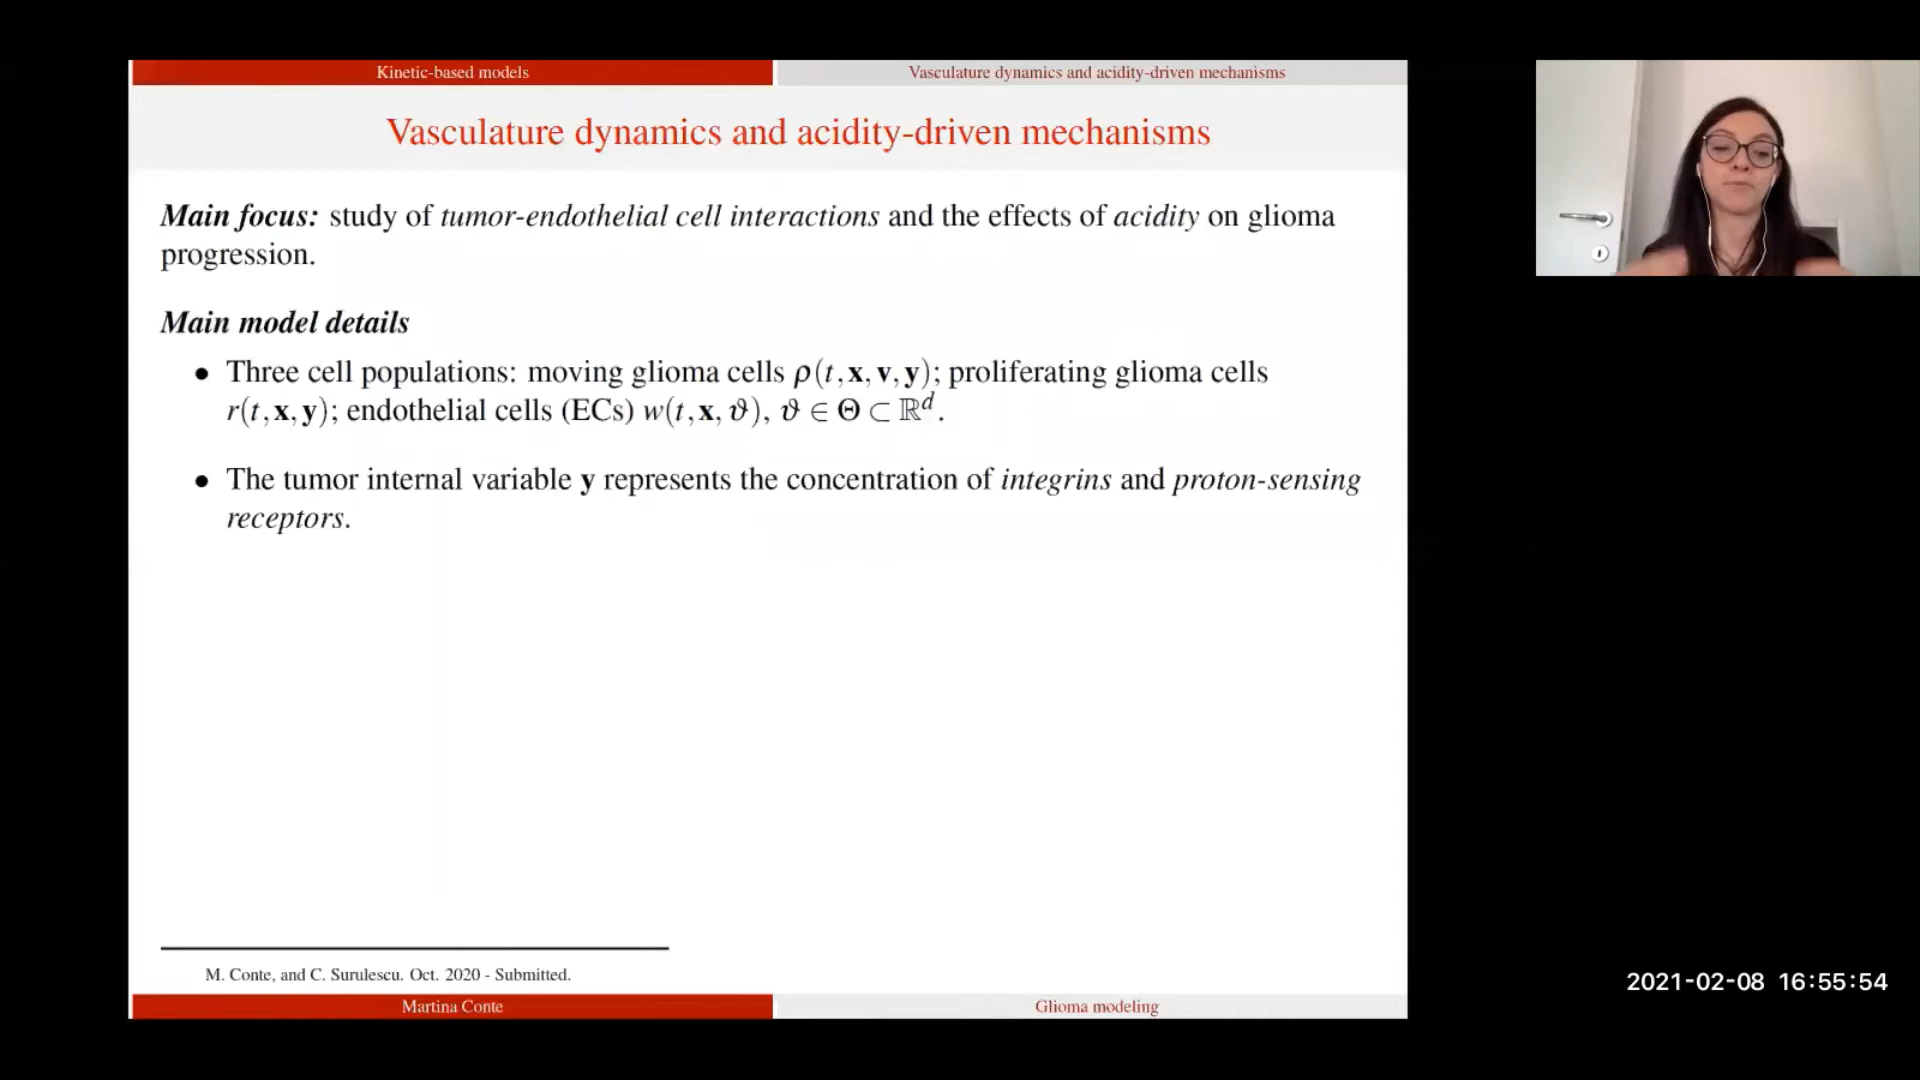 Kinetic-based models
Vasculature dynamics and acidity-driven mechanisms
Vasculature dynamics and acidity-driven mechanisms
Main focus: study of tumor-endothelial cell interactions and the effects of acidity on glioma
progression.
Main model details
• Three cell populations: moving glioma cells ρ(t, x, v, y); proliferating glioma cells
r(t, x, y); endothelial cells (ECs) w(t, x, ϑ), ϑ ∈ Θ ⊂ ℝᵈ.
• The tumor internal variable y represents the concentration of integrins and proton-sensing
receptors.
M. Conte, and C. Surulescu. Oct. 2020 - Submitted.
Martina Conte
Glioma modeling
2021-02-08 16:55:54